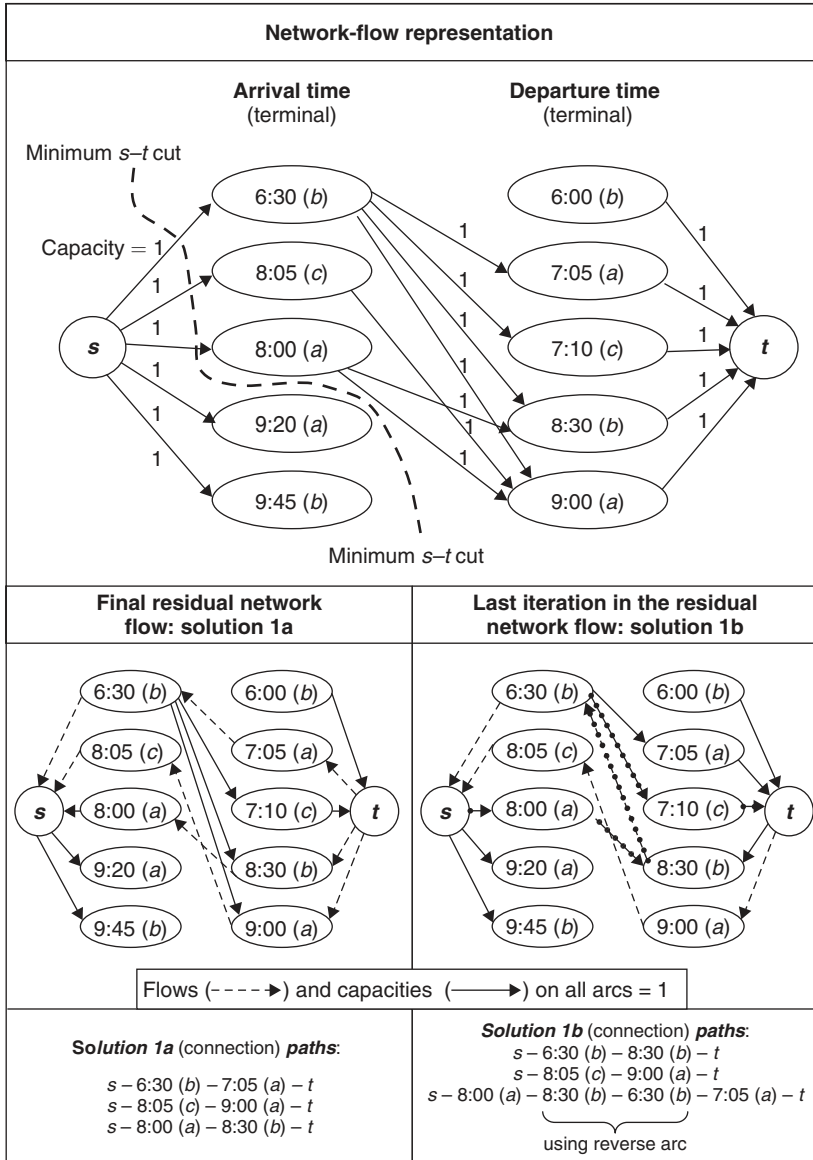 Network-flow representation
Arrival time
(terminal)
Departure time
(terminal)
Minimum s–t cut
Capacity = 1
1
1
1
1
s
6:30 (b)
8:05 (c)
8:00 (a)
9:20 (a)
9:45 (b)
1
1
1
1
1
1
1
6:00 (b)
7:05 (a)
7:10 (c)
8:30 (b)
9:00 (a)
1
1
1
1
1
t
Minimum s–t cut
Final residual network
flow: solution 1a
6:30 (b)
8:05 (c)
8:00 (a)
9:20 (a)
9:45 (b)
s
6:00 (b)
7:05 (a)
7:10 (c)
8:30 (b)
9:00 (a)
t
Last iteration in the residual
network flow: solution 1b
6:30 (b)
8:05 (c)
8:00 (a)
9:20 (a)
9:45 (b)
s
6:00 (b)
7:05 (a)
7:10 (c)
8:30 (b)
9:00 (a)
t
Flows ( ) and capacities ( ) on all arcs = 1
Solution 1a (connection) paths:
s – 6:30 (b) – 7:05 (a) – t
s – 8:05 (c) – 9:00 (a) – t
s – 8:00 (a) – 8:30 (b) – t
Solution 1b (connection) paths:
s – 6:30 (b) – 8:30 (b) – t
s – 8:05 (c) – 9:00 (a) – t
s – 8:00 (a) – 8:30 (b) – 6:30 (b) – 7:05 (a) – t
using reverse arc